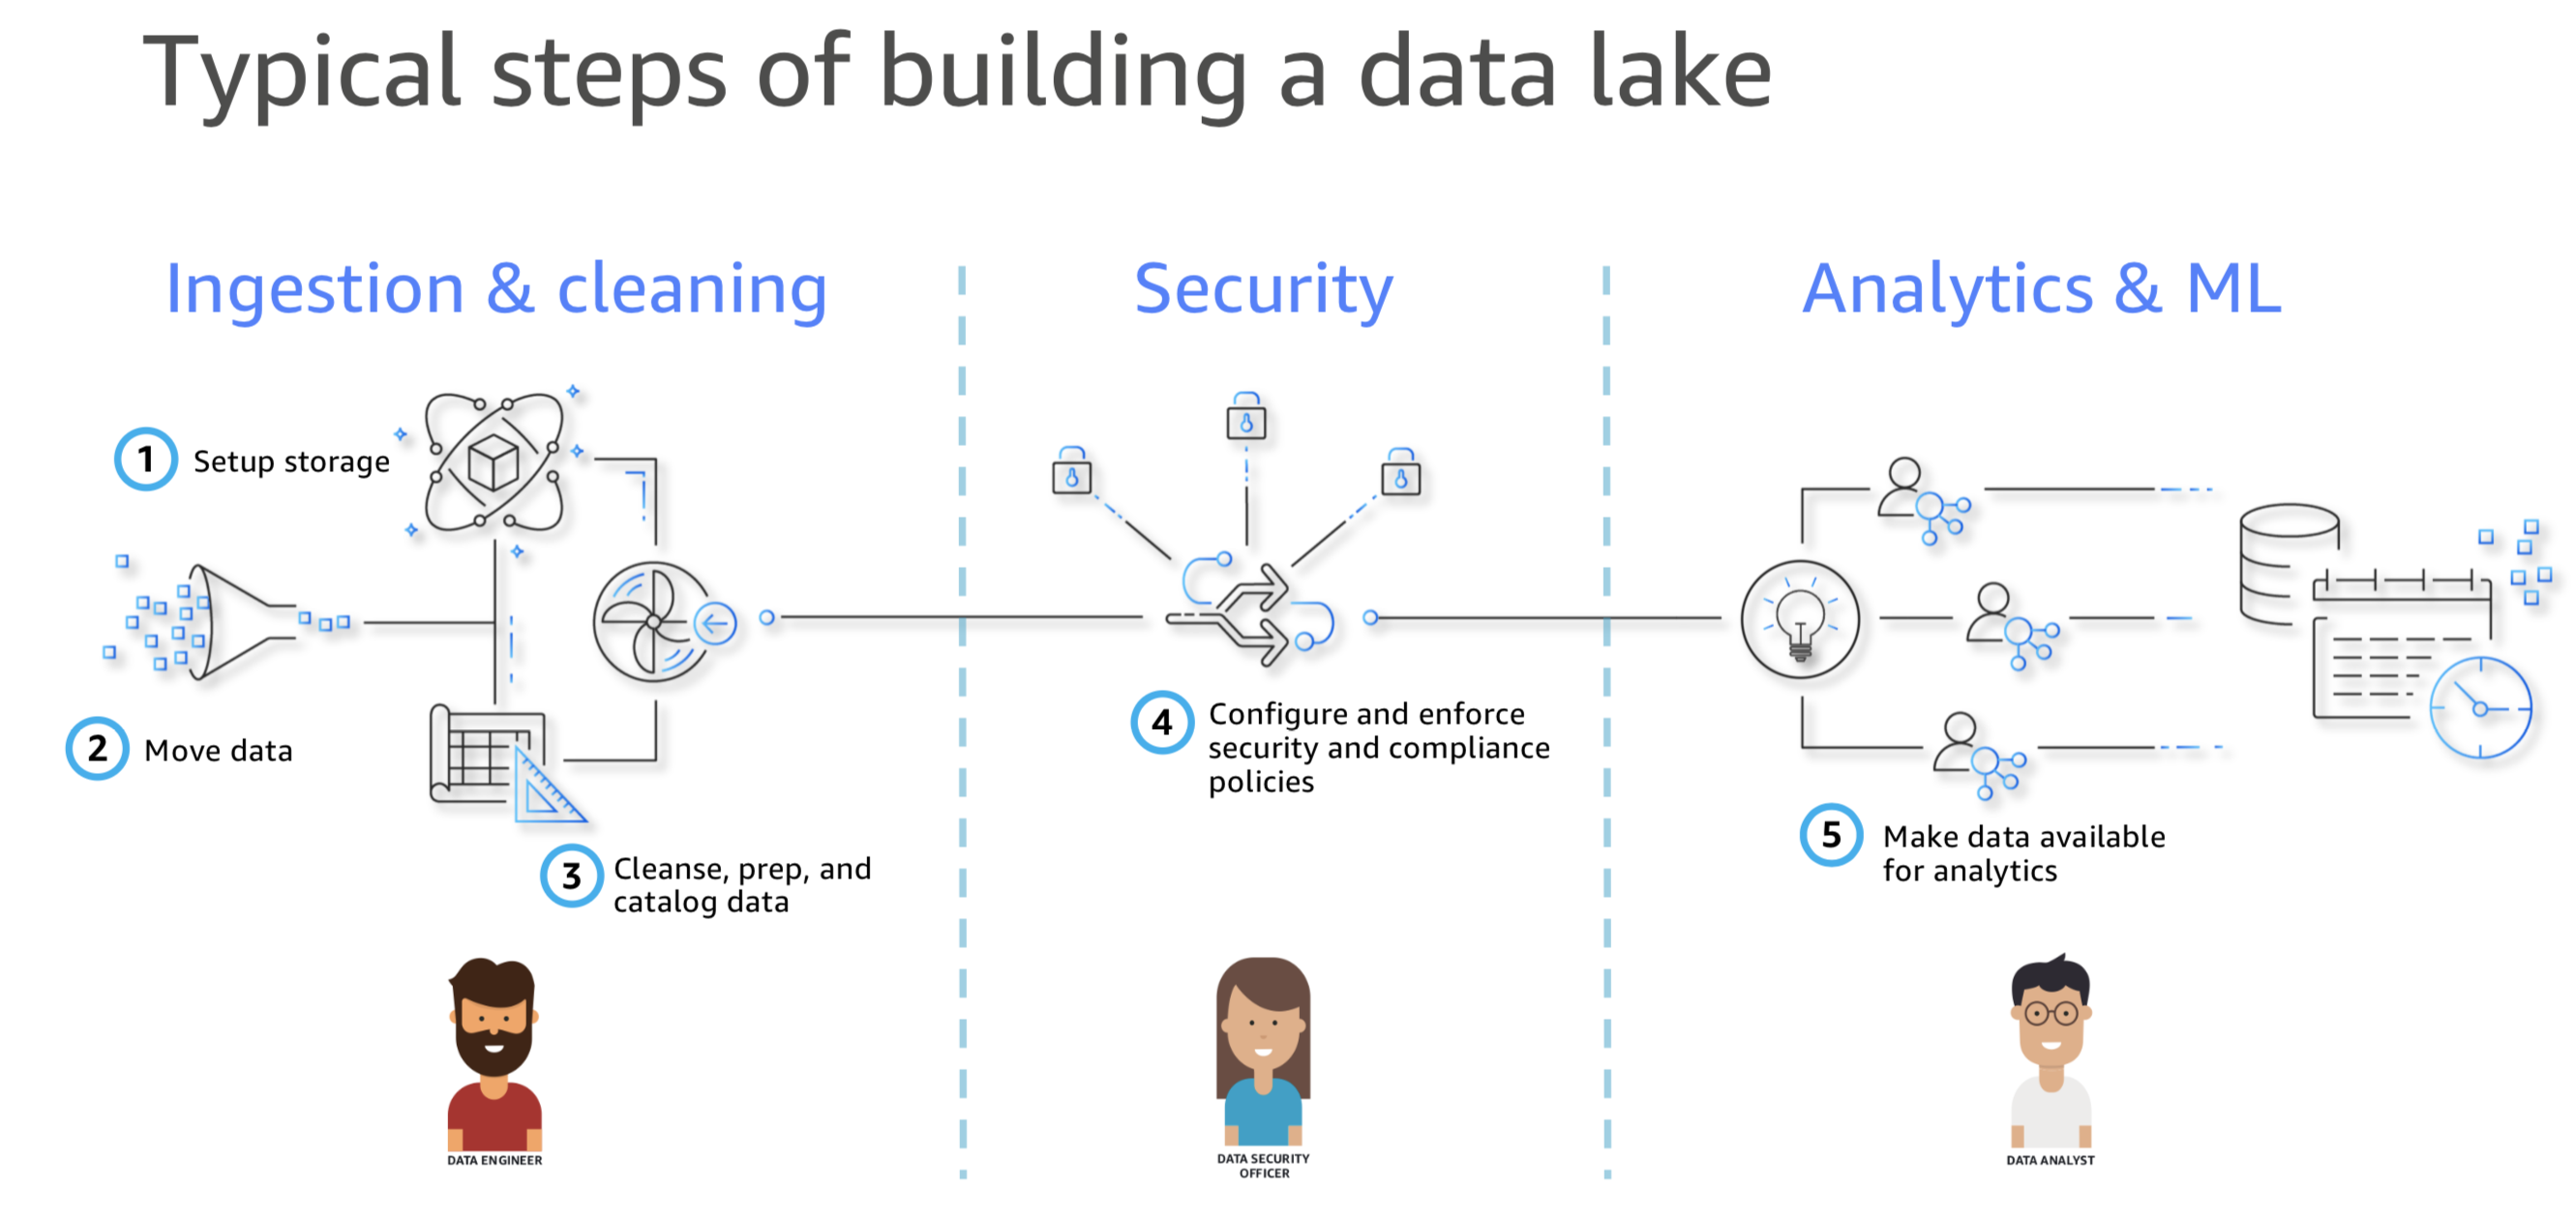 Typical steps of building a data lake
Ingestion & cleaning
1 Setup storage
2 Move data
3 Cleanse, prep, and
catalog data
DATA ENGINEER
Security
4 Configure and enforce
security and compliance
policies
DATA SECURITY
OFFICER
Analytics & ML
5 Make data available
for analytics
DATA ANALYST